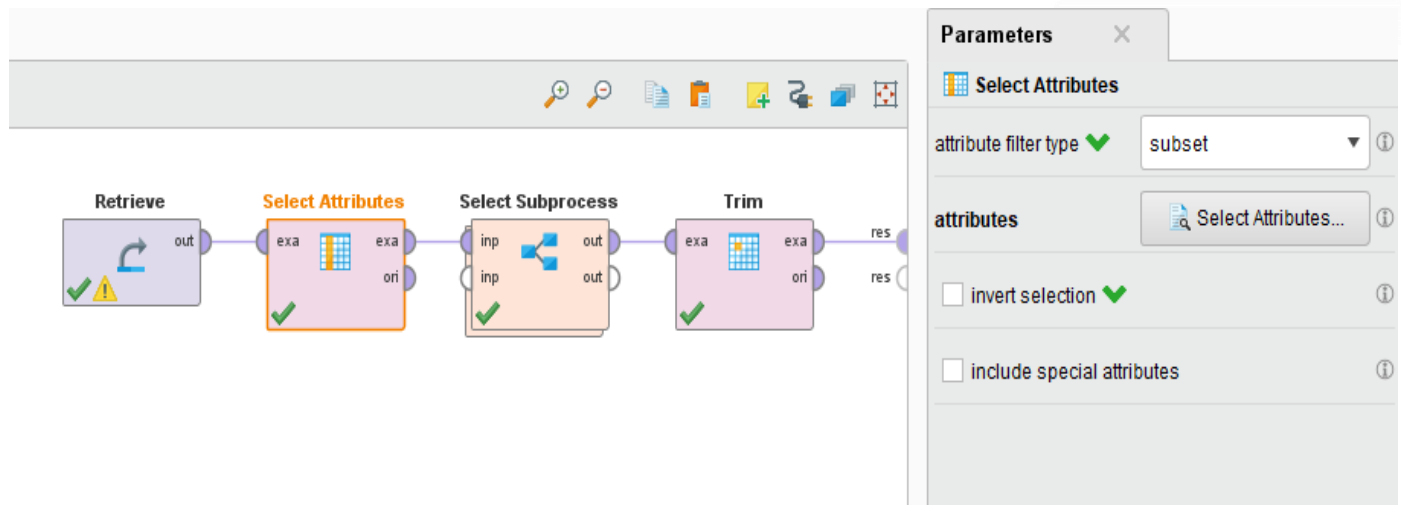 Parameters
Select Attributes
attribute filter type
subset
Retrieve
Select Attributes
Select Subprocess
Trim
out
exa
exa
inp
out
exa
exa
res
ori
inp
out
ori
res
attributes
Select Attributes...
invert selection
include special attributes